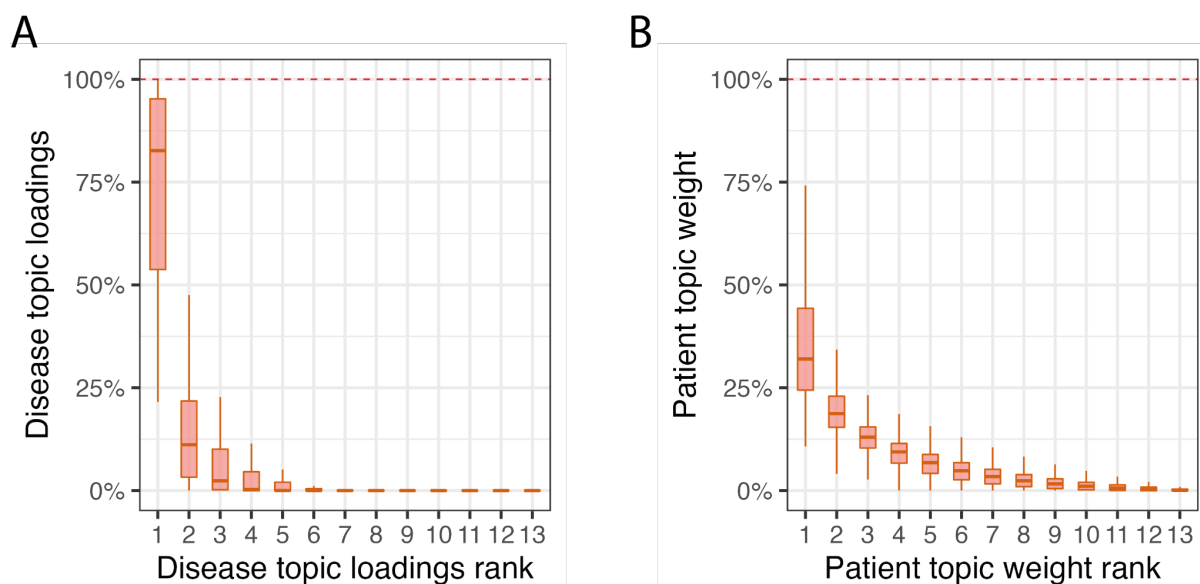 A
100%
75%
50%
25%
0%
Disease topic loadings
1 2 3 4 5 6 7 8 9 10 11 12 13
Disease topic loadings rank
B
100%
75%
50%
25%
0%
Patient topic weight
1 2 3 4 5 6 7 8 9 10 11 12 13
Patient topic weight rank